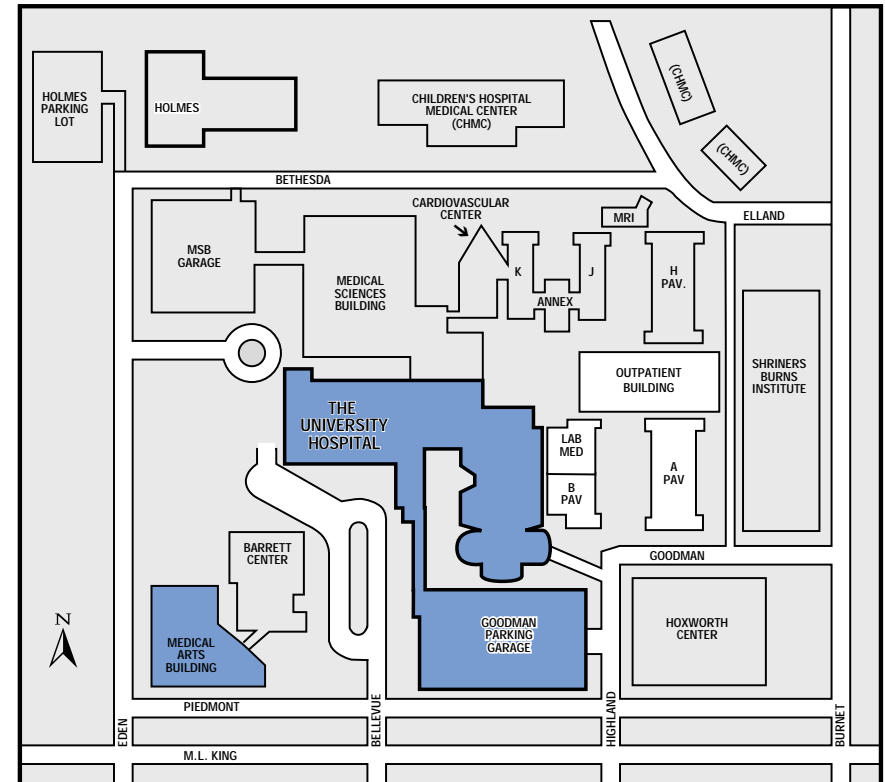 HOLMES
PARKING
LOT
HOLMES
CHILDREN'S HOSPITAL
MEDICAL CENTER
(CHMC)
(CHMC)
(CHMC)
BETHESDA
CARDIOVASCULAR
CENTER
MRI
ELLAND
MSB
GARAGE
MEDICAL
SCIENCES
BUILDING
K
J
ANNEX
H
PAV.
OUTPATIENT
BUILDING
SHRINERS
BURNS
INSTITUTE
THE
UNIVERSITY
HOSPITAL
LAB
MED
B
PAV
A
PAV
BARRETT
CENTER
GOODMAN
N
MEDICAL
ARTS
BUILDING
GOODMAN
PARKING
GARAGE
HOXWORTH
CENTER
PIEDMONT
EDEN
BELLEVUE
HIGHLAND
BURNET
M.L. KING